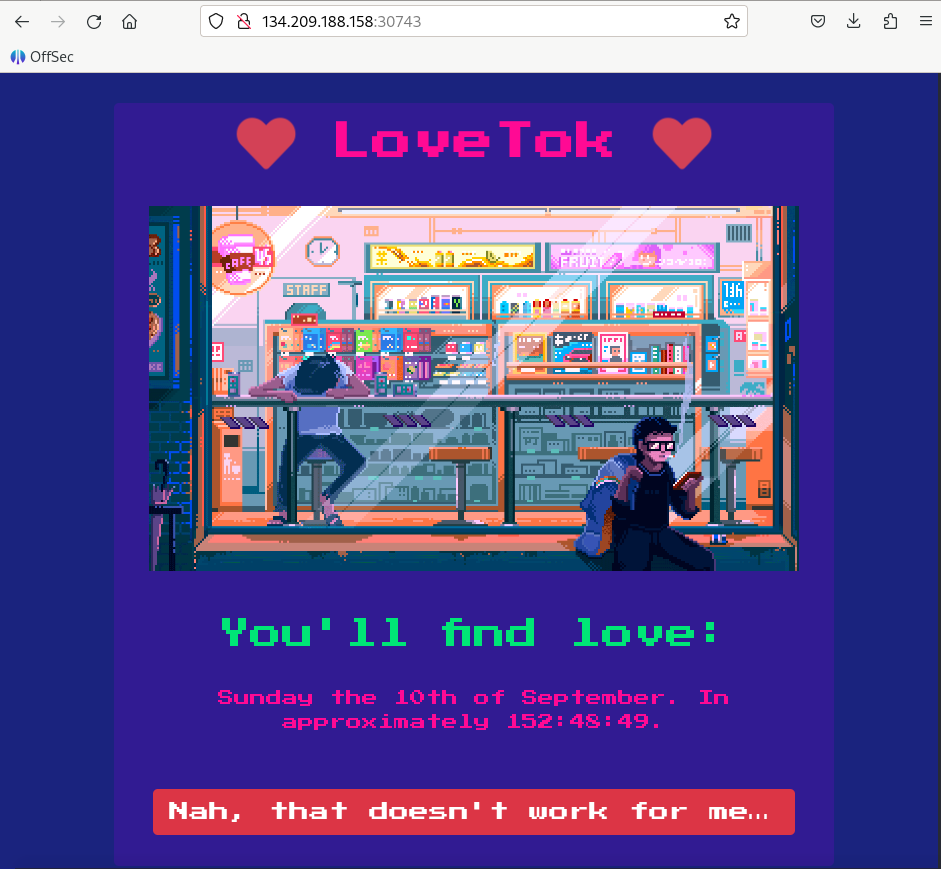 134.209.188.158:30743
OffSec
LoveTok
CAFE
STAFF
FRUIT
You'll find love:
Sunday the 10th of September. In
approximately 152:48:49.
Nah, that doesn't work for me…